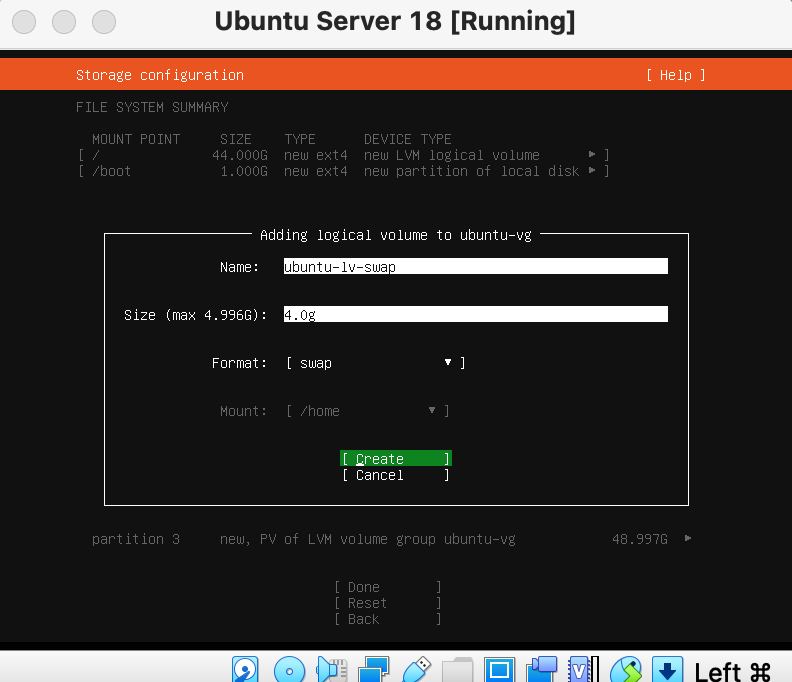 Ubuntu Server 18 [Running]
Storage configuration [ Help ]
FILE SYSTEM SUMMARY
MOUNT POINT SIZE TYPE DEVICE TYPE
[ / 44.000G new ext4 new LVM logical volume ▸ ]
[ /boot 1.000G new ext4 new partition of local disk ▸ ]
Adding logical volume to ubuntu-vg
Name: ubuntu-lv-swap
Size (max 4.996G): 4.0g
Format: [ swap ▾ ]
Mount: [ /home ▾ ]
[ Create ]
[ Cancel ]
partition 3 new, PV of LVM volume group ubuntu-vg 48.997G ▸
[ Done ]
[ Reset ]
[ Back ]
V
Left ⌘